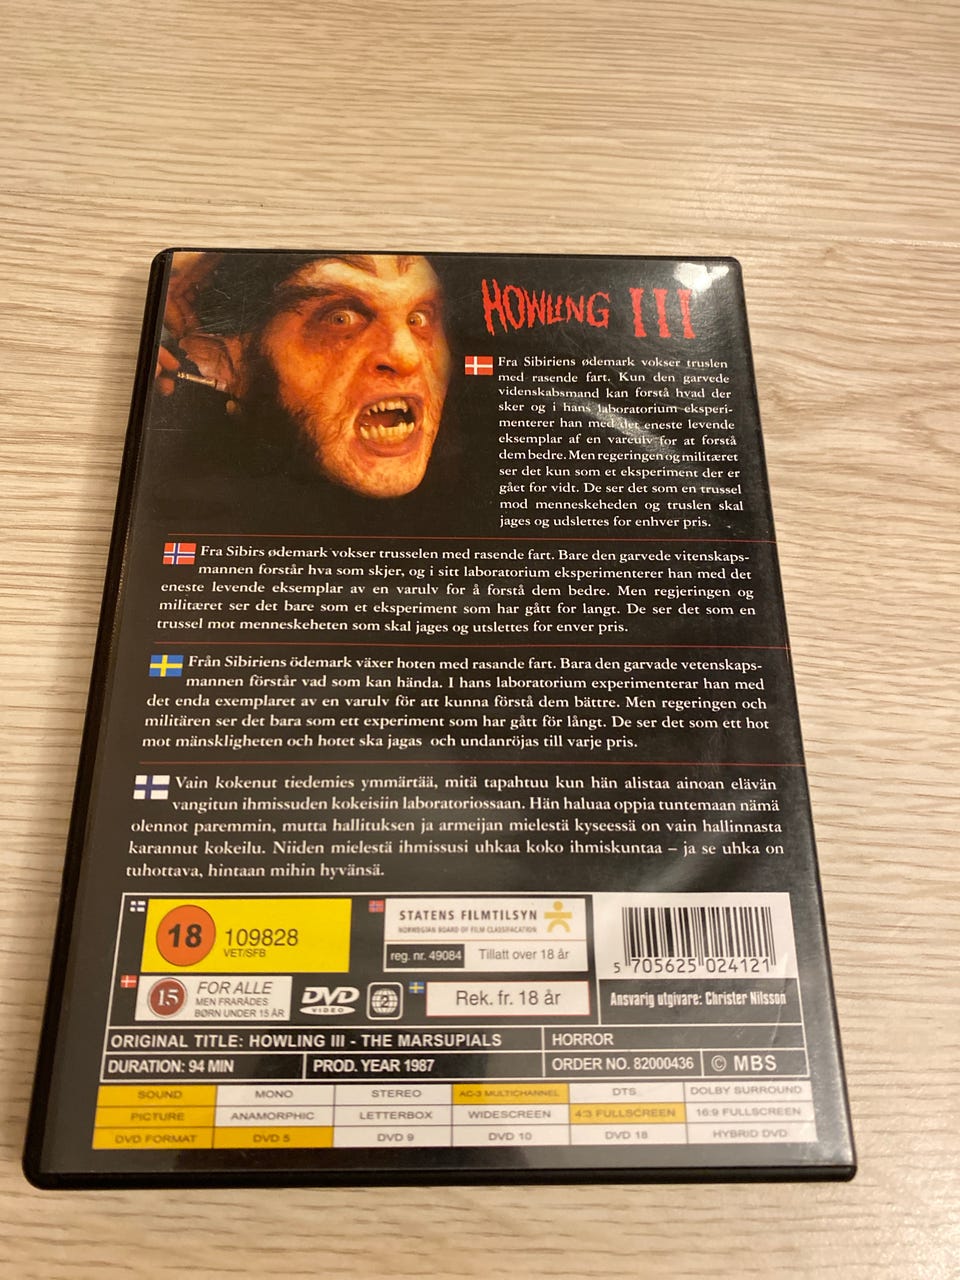 HOWLING III
Fra Sibiriens ødemark vokser truslen
med rasende fart. Kun den garvede
videnskabsmand kan forstå hvad der
sker og i hans laboratorium eksperi-
menterer han med det eneste levende
eksemplar af en vareulv for at forstå
dem bedre. Men regeringen og militæret
ser det kun som et eksperiment der er
gået for vidt. De ser det som en trussel
mod menneskeheden og truslen skal
jages og udslettes for enhver pris.
Fra Sibirs ødemark vokser trusselen med rasende fart. Bare den garvede vitenskaps-
mannen forstår hva som skjer, og i sitt laboratorium eksperimenterer han med det
eneste levende eksemplar av en varulv for å forstå dem bedre. Men regjeringen og
militæret ser det bare som et eksperiment som har gått for langt. De ser det som en
trussel mot menneskeheten som skal jages og utslettes for enver pris.
Från Sibiriens ödemark växer hoten med rasande fart. Bara den garvade vetenskaps-
mannen förstår vad som kan hända. I hans laboratorium experimenterar han med
det enda exemplaret av en varulv för att kunna förstå dem bättre. Men regeringen och
militären ser det bara som ett experiment som har gått för långt. De ser det som ett hot
mot mänskligheten och hotet ska jagas och undanröjas till varje pris.
Vain kokenut tiedemies ymmärtää, mitä tapahtuu kun hän alistaa ainoan elävän
vangitun ihmissuden kokeisiin laboratoriossaan. Hän haluaa oppia tuntemaan nämä
olennot paremmin, mutta hallituksen ja armeijan mielestä kyseessä on vain hallinnasta
karannut kokeilu. Niiden mielestä ihmissusi uhkaa koko ihmiskuntaa – ja se uhka on
tuhottava, hintaan mihin hyvänsä.
18 109828
VET/SFB
STATENS FILMTILSYN
NORWEGIAN BOARD OF FILM CLASSIFICATION
reg. nr. 49084 Tillatt over 18 år
5 705625 024121
15 FOR ALLE
MEN FRARÅDES
BØRN UNDER 15 ÅR
DVD
VIDEO
2
Rek. fr. 18 år
Ansvarig utgivare: Christer Nilsson
ORIGINAL TITLE: HOWLING III - THE MARSUPIALS HORROR
DURATION: 94 MIN PROD. YEAR 1987 ORDER NO. 82000436 © MBS
SOUND MONO STEREO AC-3 MULTICHANNEL DTS DOLBY SURROUND
PICTURE ANAMORPHIC LETTERBOX WIDESCREEN 4:3 FULLSCREEN 16:9 FULLSCREEN
DVD FORMAT DVD 5 DVD 9 DVD 10 DVD 18 HYBRID DVD